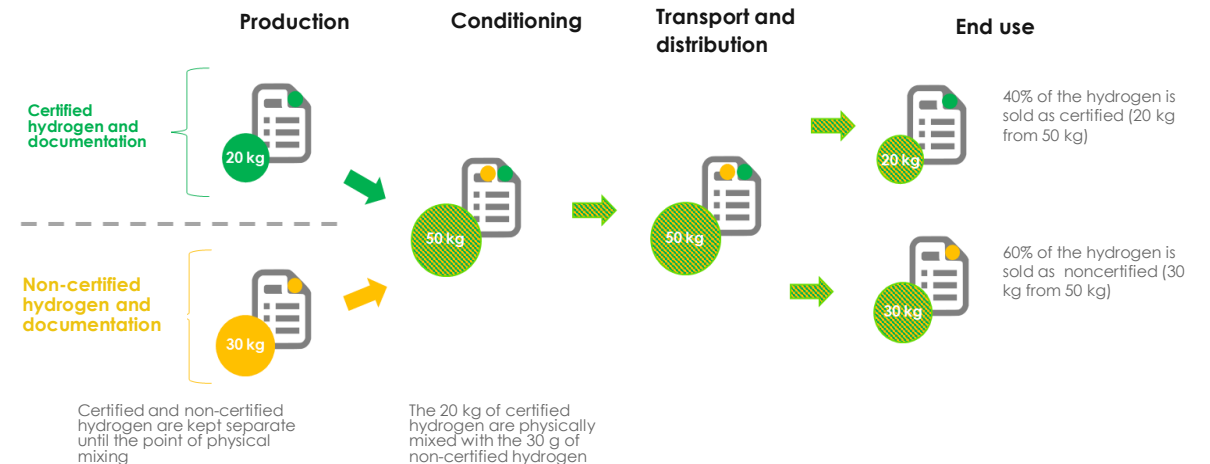 Production
Conditioning
Transport and
distribution
End use
Certified
hydrogen and
documentation
20 kg
50 kg
50 kg
20 kg
40% of the hydrogen is
sold as certified (20 kg
from 50 kg)
Non-certified
hydrogen and
documentation
30 kg
30 kg
60% of the hydrogen is
sold as noncertified (30
kg from 50 kg)
Certified and non-certified
hydrogen are kept separate
until the point of physical
mixing
The 20 kg of certified
hydrogen are physically
mixed with the 30 g of
non-certified hydrogen